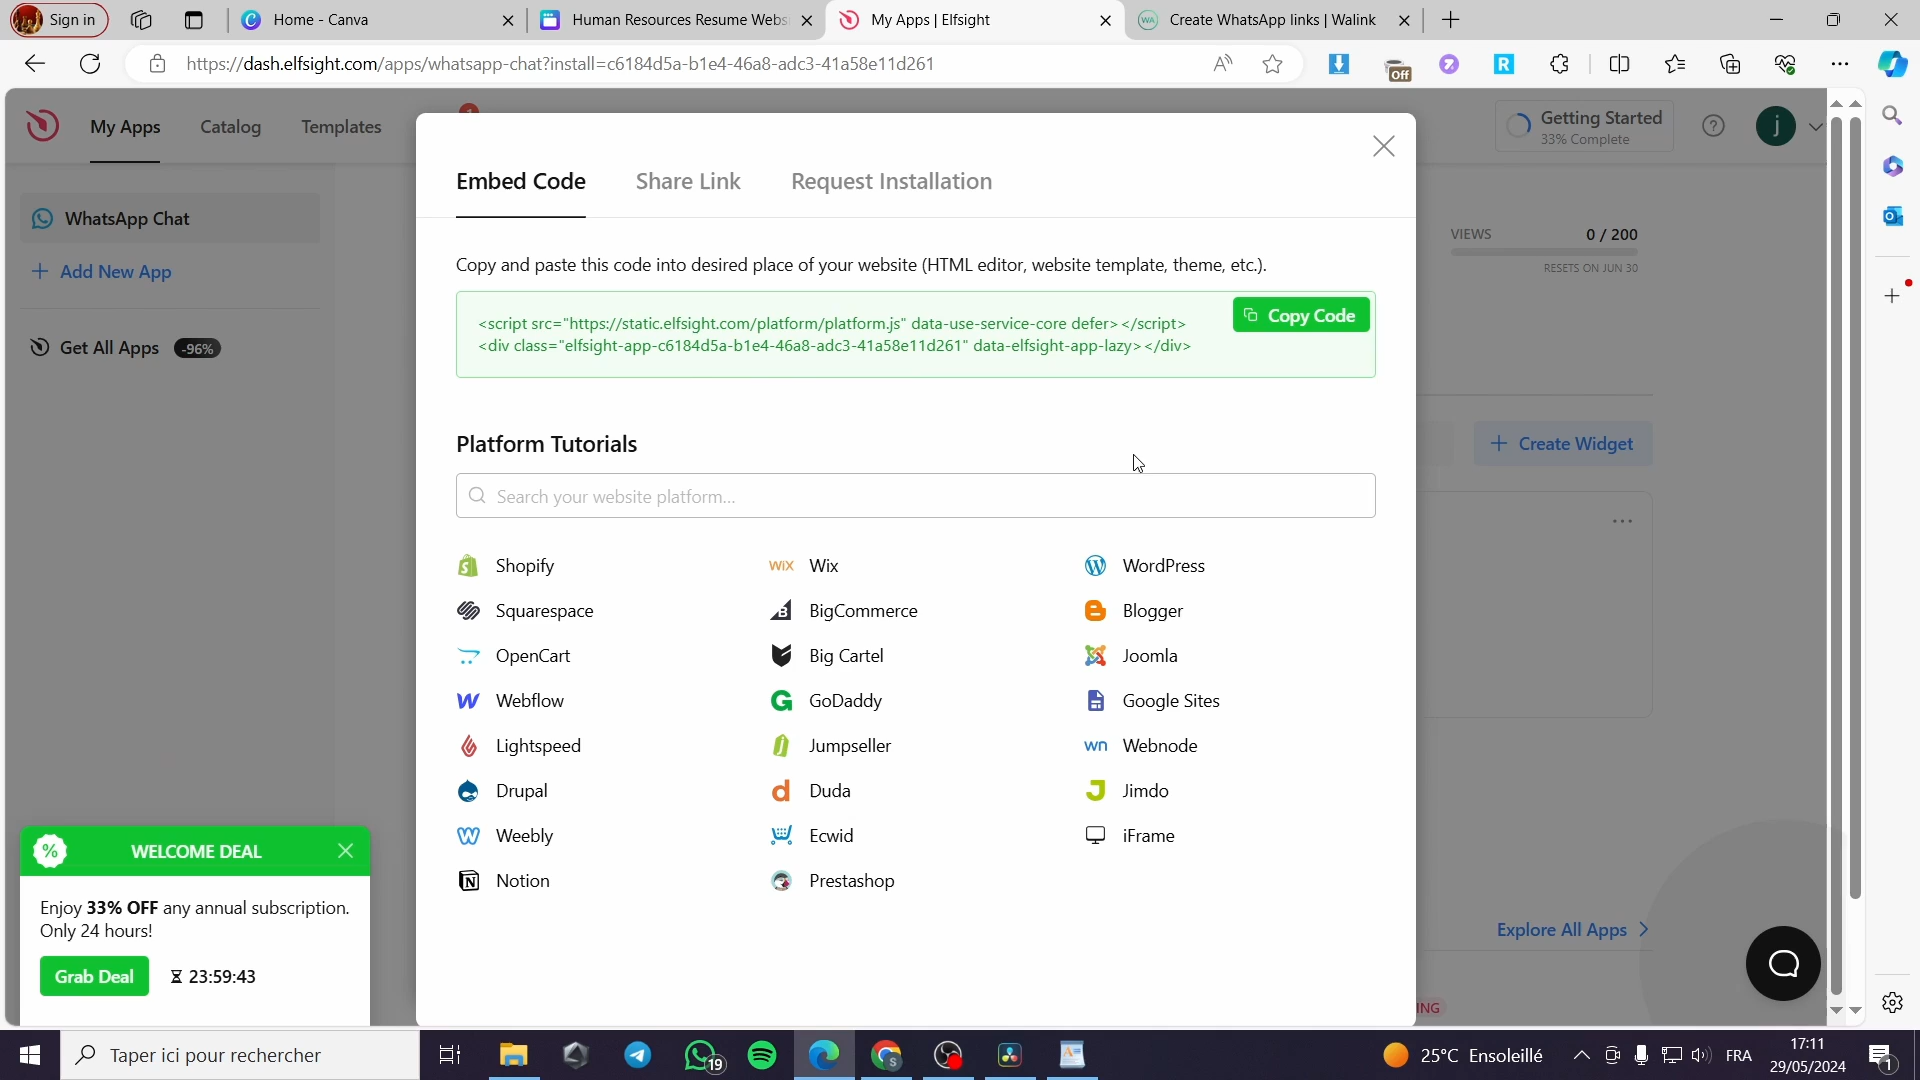 Sign in
Home - Canva
Human Resources Resume Webs
My Apps | Elfsight
Create WhatsApp links | Walink
https://dash.elfsight.com/apps/whatsapp-chat?install=c6184d5a-b1e4-46a8-adc3-41a58e11d261
Off
My Apps
Catalog
Templates
1
Getting Started
33% Complete
j
WhatsApp Chat
Add New App
Get All Apps
-96%
Embed Code
Share Link
Request Installation
VIEWS
0 / 200
RESETS ON JUN 30
Copy and paste this code into desired place of your website (HTML editor, website template, theme, etc.).
<script src="https://static.elfsight.com/platform/platform.js" data-use-service-core defer></script>
<div class="elfsight-app-c6184d5a-b1e4-46a8-adc3-41a58e11d261" data-elfsight-app-lazy></div>
Copy Code
Platform Tutorials
Create Widget
Search your website platform...
Shopify
Wix
WordPress
Squarespace
BigCommerce
Blogger
OpenCart
Big Cartel
Joomla
Webflow
GoDaddy
Google Sites
Lightspeed
Jumpseller
Webnode
Drupal
Duda
Jimdo
Weebly
Ecwid
iFrame
Notion
Prestashop
WELCOME DEAL
Enjoy 33% OFF any annual subscription.
Only 24 hours!
Grab Deal
23:59:43
Explore All Apps
ING
Taper ici pour rechercher
19
25°C Ensoleillé
FRA
17:11
29/05/2024
1